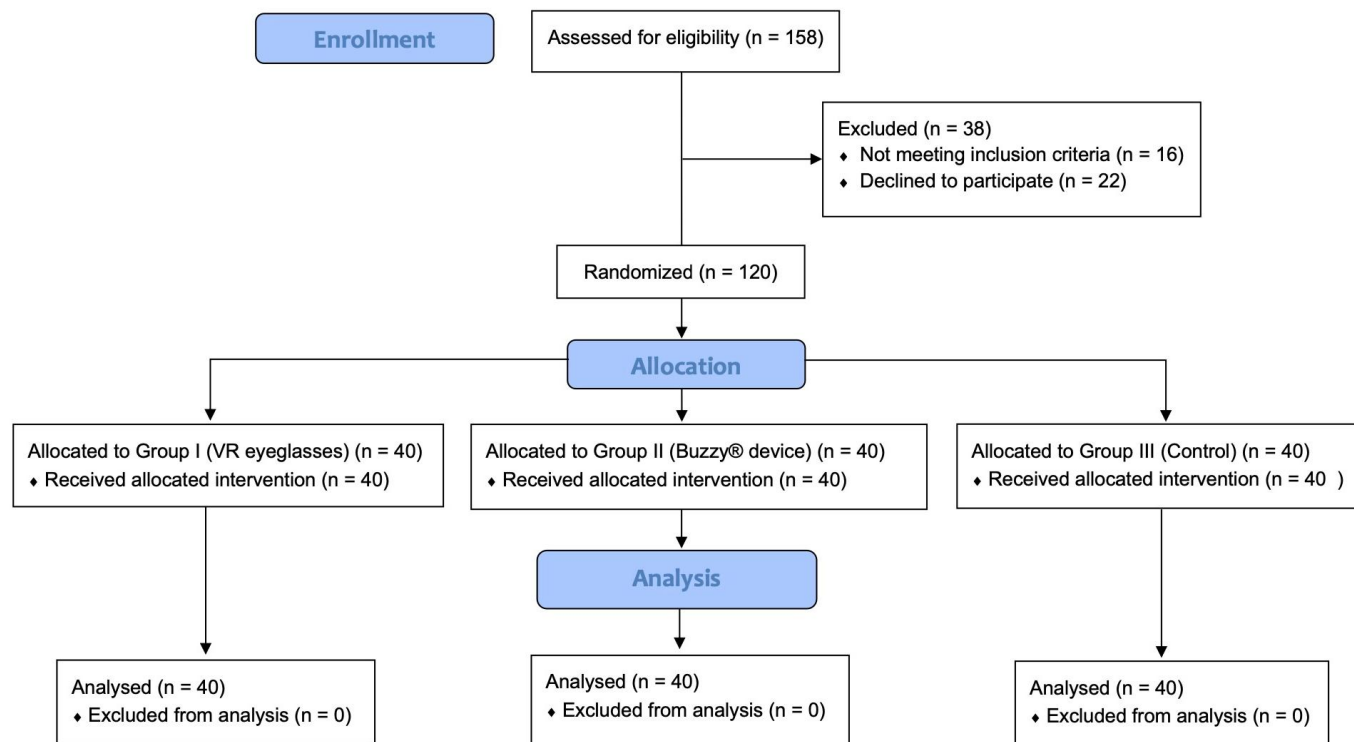 Enrollment
Assessed for eligibility (n = 158)
Excluded (n = 38)
♦ Not meeting inclusion criteria (n = 16)
♦ Declined to participate (n = 22)
Randomized (n = 120)
Allocation
Allocated to Group I (VR eyeglasses) (n = 40)
♦ Received allocated intervention (n = 40)
Allocated to Group II (Buzzy® device) (n = 40)
♦ Received allocated intervention (n = 40)
Allocated to Group III (Control) (n = 40)
♦ Received allocated intervention (n = 40 )
Analysis
Analysed (n = 40)
♦ Excluded from analysis (n = 0)
Analysed (n = 40)
♦ Excluded from analysis (n = 0)
Analysed (n = 40)
♦ Excluded from analysis (n = 0)